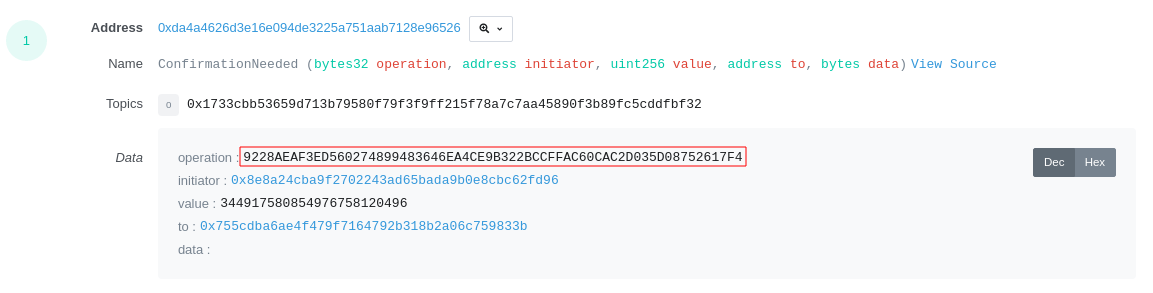 1
Address 0xda4a4626d3e16e094de3225a751aab7128e96526
Name ConfirmationNeeded (bytes32 operation, address initiator, uint256 value, address to, bytes data) View Source
Topics 0 0x1733cbb53659d713b79580f79f3f9ff215f78a7c7aa45890f3b89fc5cddfbf32
Data
operation : 9228AEAF3ED560274899483646EA4CE9B322BCCFFAC60CAC2D035D08752617F4
Dec Hex
initiator : 0x8e8a24cba9f2702243ad65bada9b0e8cbc62fd96
value : 344917580854976758120496
to : 0x755cdba6ae4f479f7164792b318b2a06c759833b
data :